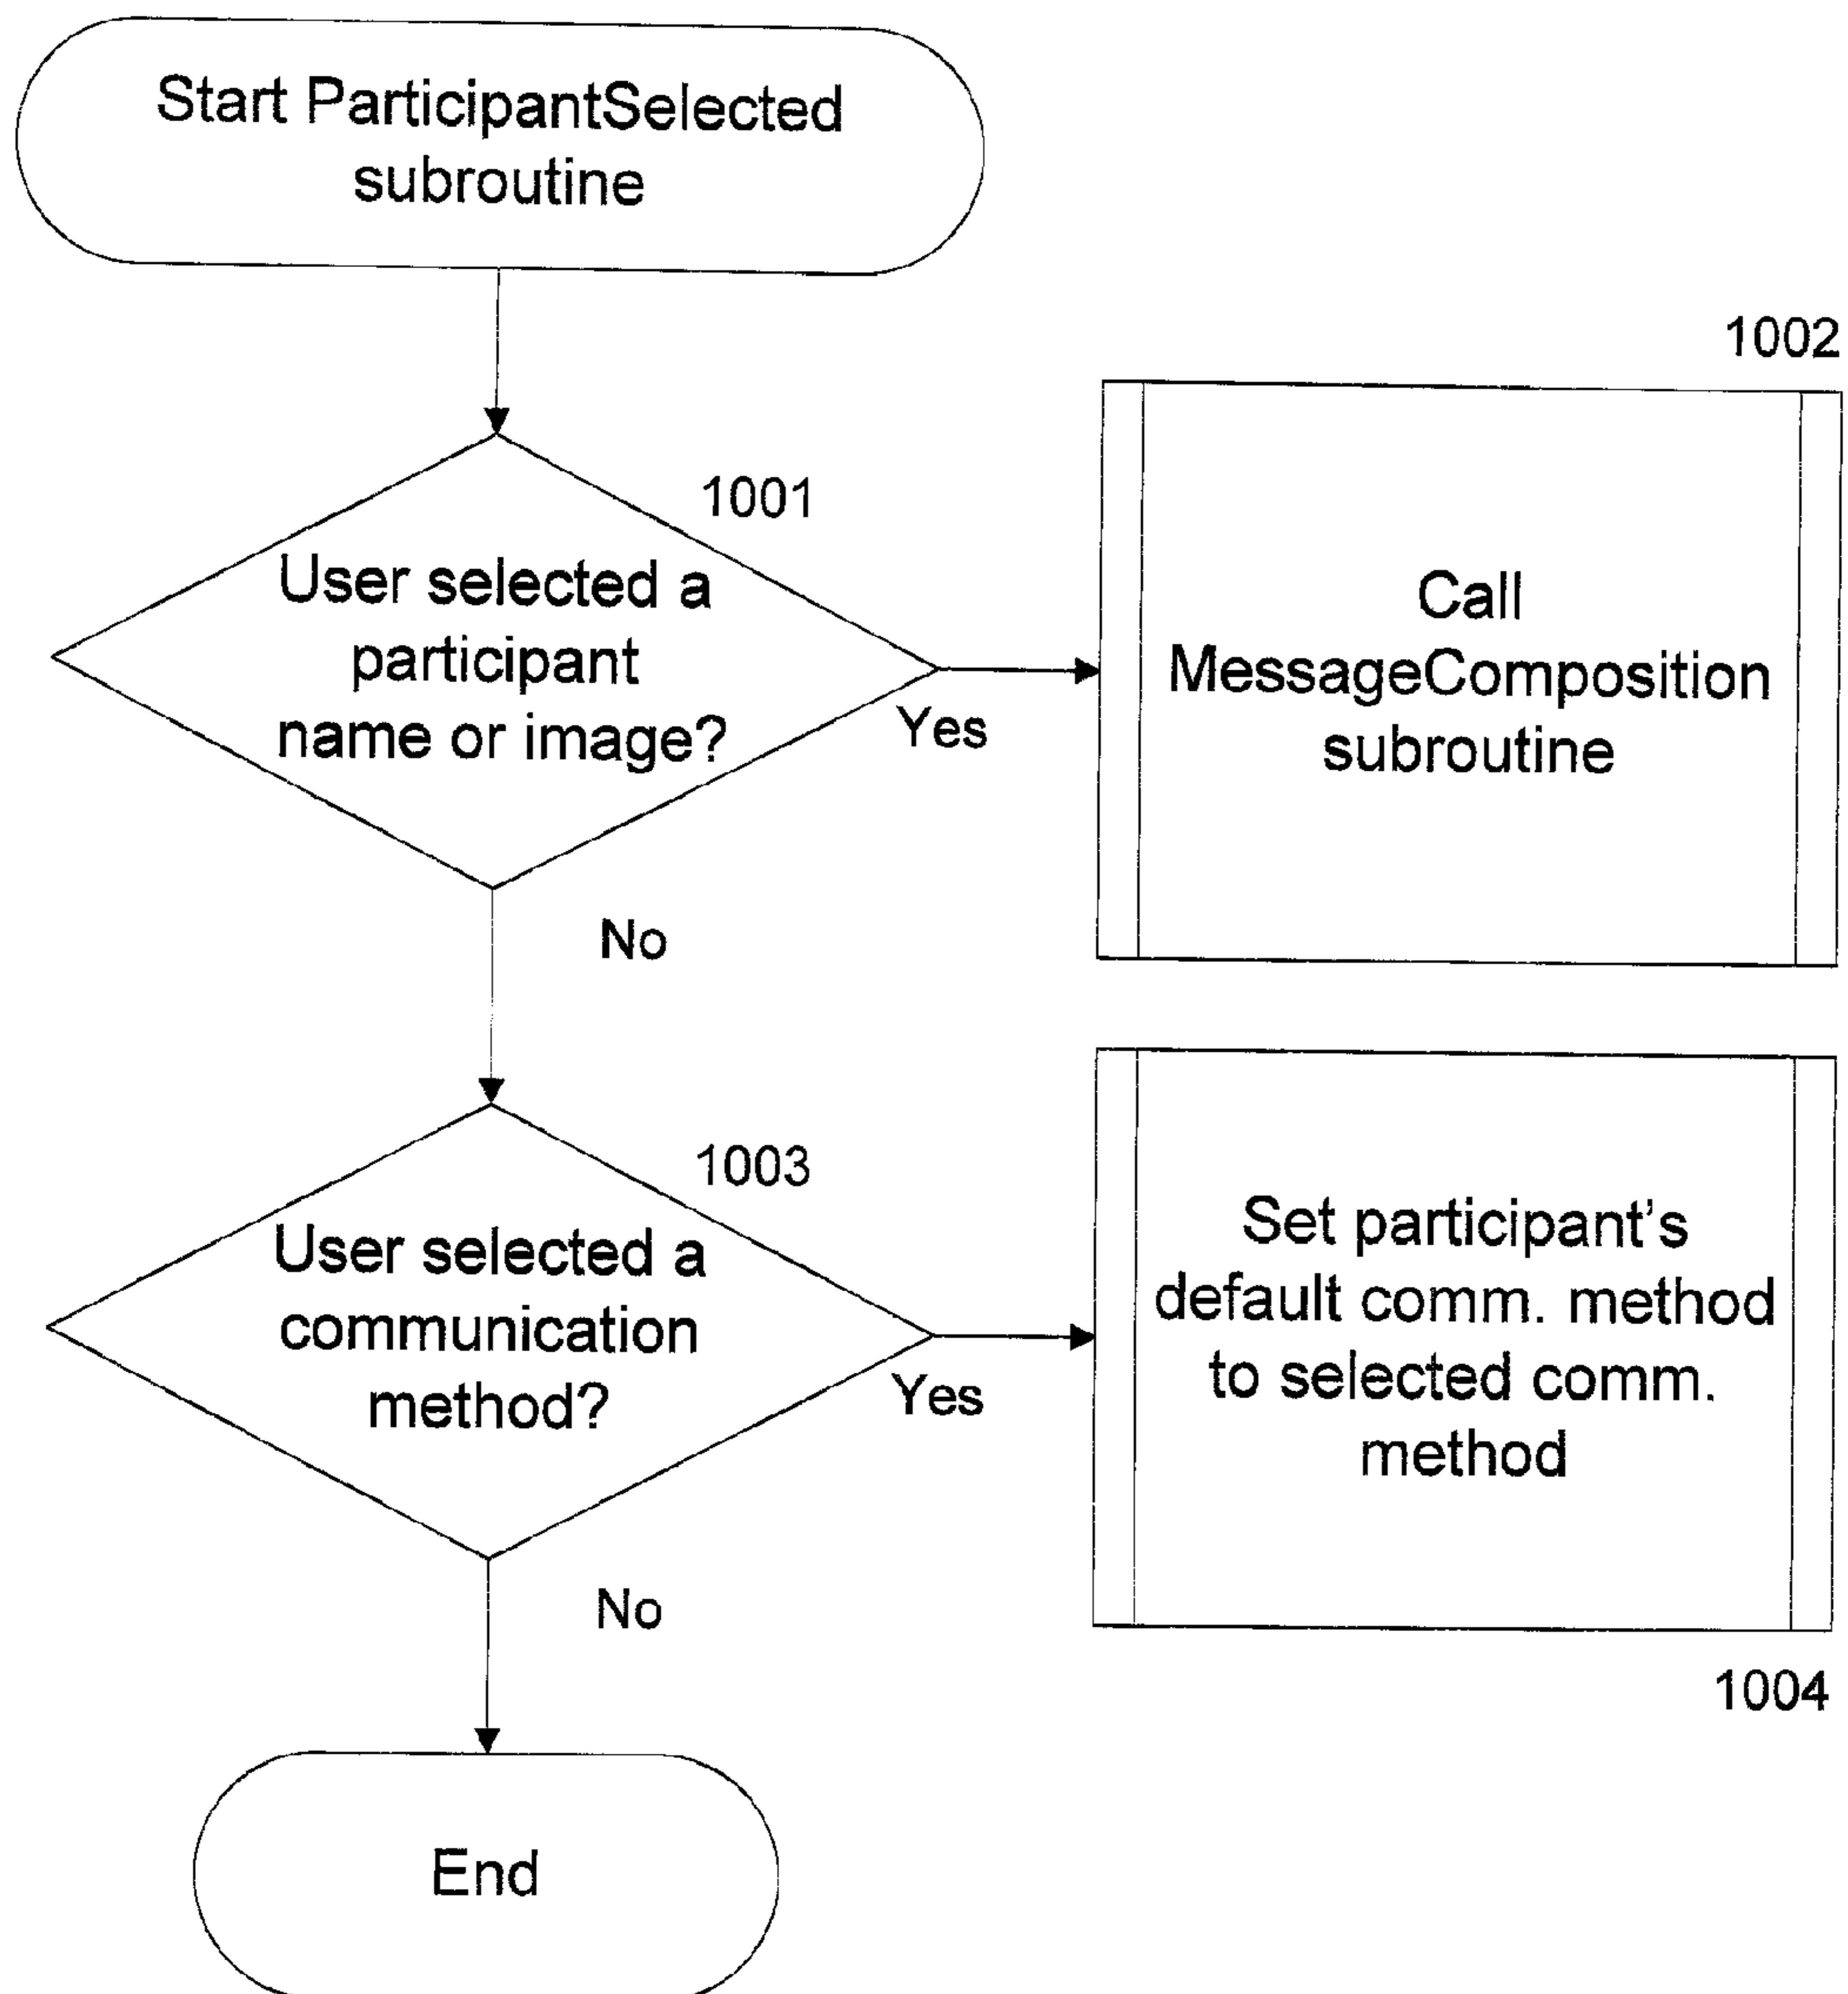 Start ParticipantSelected
subroutine
1001
User selected a
participant
name or image?
Yes
1002
Call
MessageComposition
subroutine
No
1003
User selected a
communication
method?
Yes
Set participant's
default comm. method
to selected comm.
method
1004
No
End